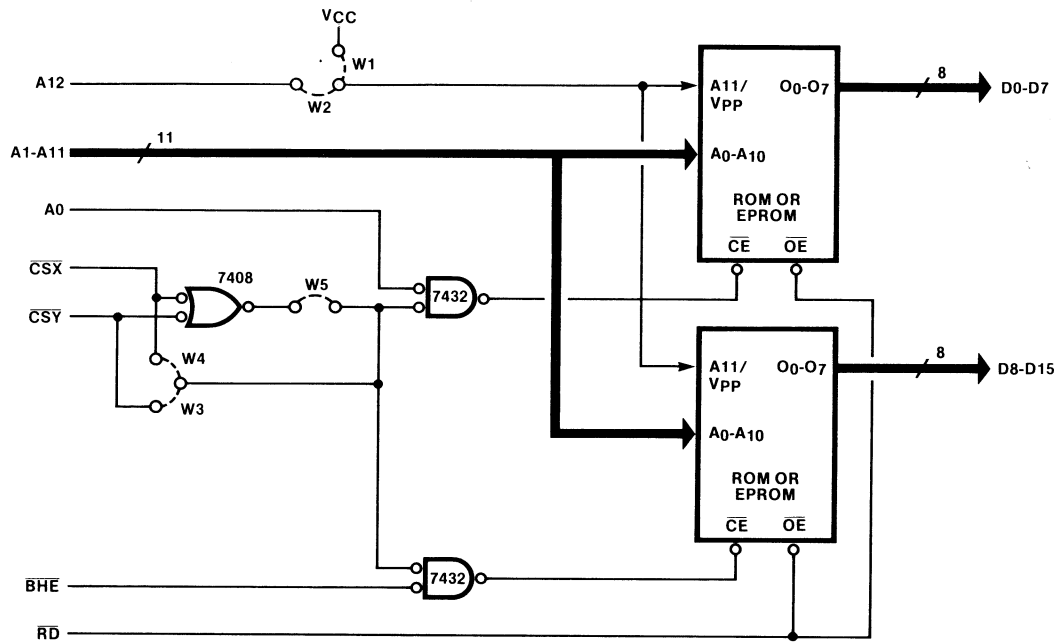 VCC
W1
A12
W2
8
A11/
VPP
O0-O7
D0-D7
11
A1-A11
A0-A10
A0
ROM OR
EPROM
CE
OE
CSX
7408
W5
7432
CSY
W4
W3
8
A11/
VPP
O0-O7
D8-D15
A0-A10
ROM OR
EPROM
CE
OE
7432
BHE
RD